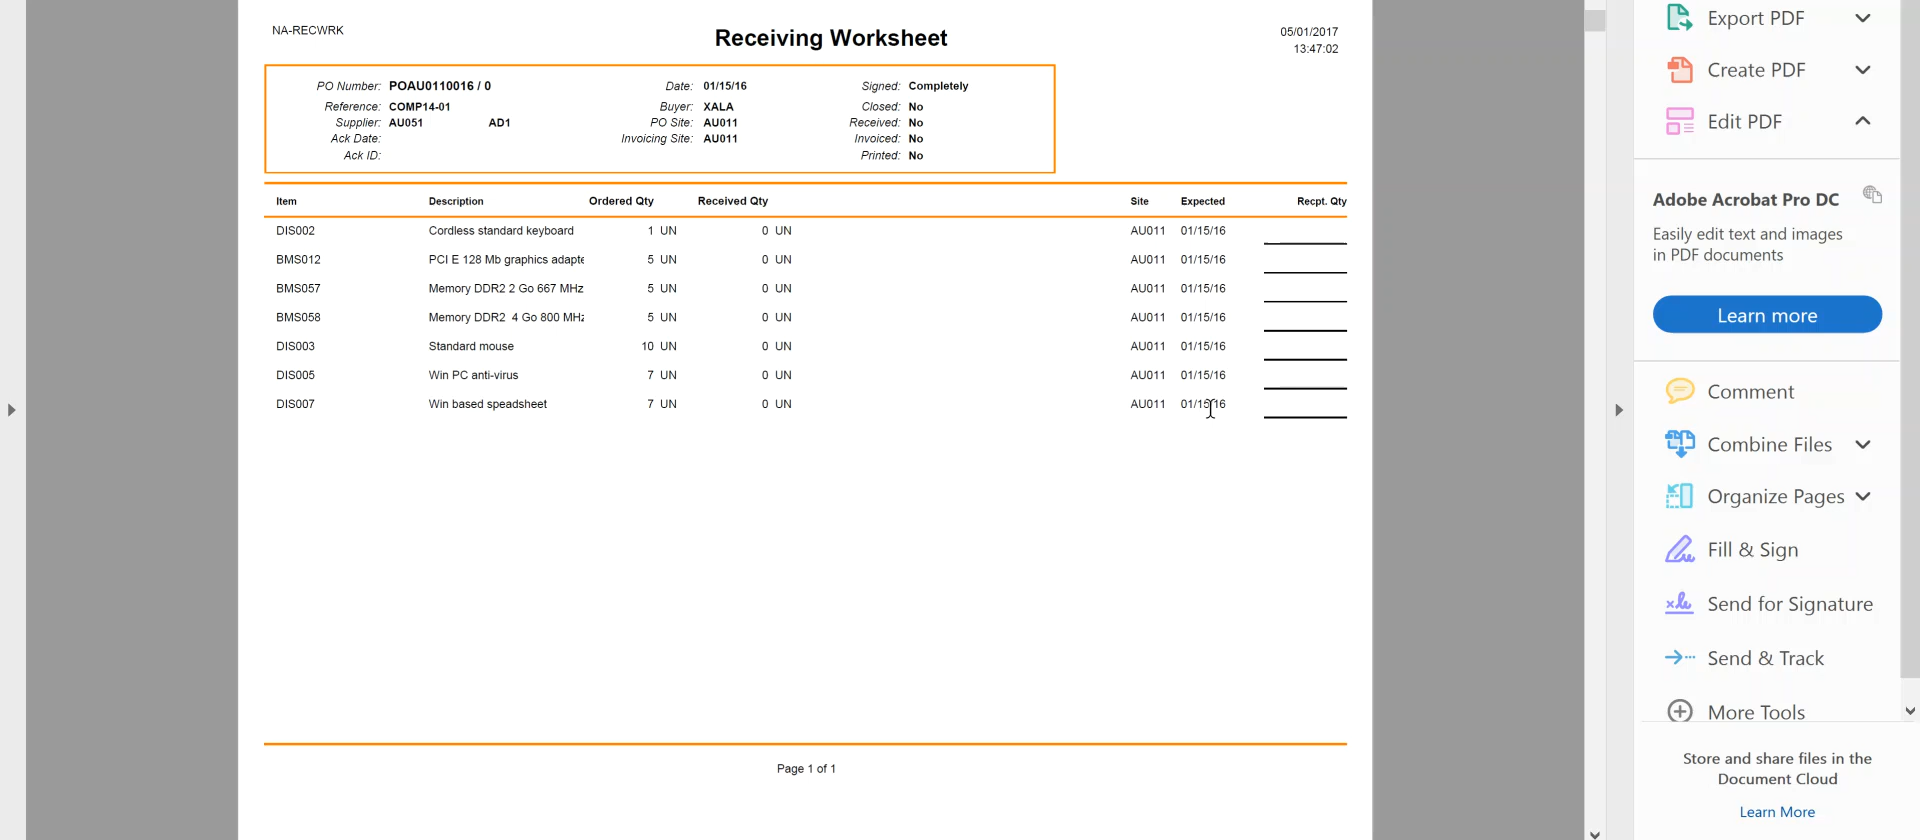 NA-RECWRK
Receiving Worksheet
05/01/2017
13:47:02
PO Number: POAU0110016 / 0 Date: 01/15/16 Signed: Completely
Reference: COMP14-01 Buyer: XALA Closed: No
Supplier: AU051 AD1 PO Site: AU011 Received: No
Ack Date: Invoicing Site: AU011 Invoiced: No
Ack ID: Printed: No
Item Description Ordered Qty Received Qty Site Expected Recpt. Qty
DIS002 Cordless standard keyboard 1 UN 0 UN AU011 01/15/16
BMS012 PCI E 128 Mb graphics adapte 5 UN 0 UN AU011 01/15/16
BMS057 Memory DDR2 2 Go 667 MHz 5 UN 0 UN AU011 01/15/16
BMS058 Memory DDR2 4 Go 800 MHz 5 UN 0 UN AU011 01/15/16
DIS003 Standard mouse 10 UN 0 UN AU011 01/15/16
DIS005 Win PC anti-virus 7 UN 0 UN AU011 01/15/16
DIS007 Win based speadsheet 7 UN 0 UN AU011 01/15/16
Page 1 of 1
Export PDF
Create PDF
Edit PDF
Adobe Acrobat Pro DC
Easily edit text and images
in PDF documents
Learn more
Comment
Combine Files
Organize Pages
Fill & Sign
Send for Signature
Send & Track
More Tools
Store and share files in the
Document Cloud
Learn More